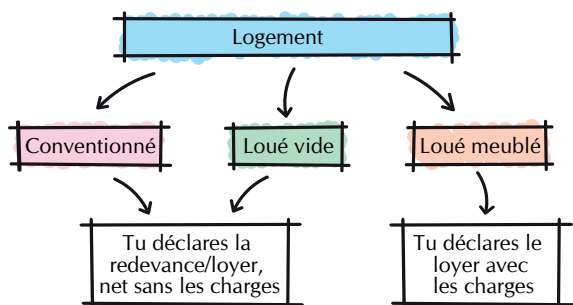 Logement
Conventionné
Loué vide
Loué meublé
Tu déclares la
redevance/loyer,
net sans les charges
Tu déclares le
loyer avec
les charges